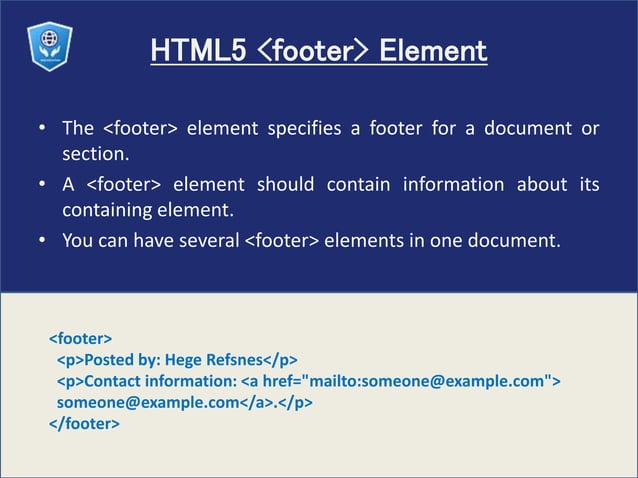 HTML5 <footer> Element
• The <footer> element specifies a footer for a document or
section.
• A <footer> element should contain information about its
containing element.
• You can have several <footer> elements in one document.
<footer>
<p>Posted by: Hege Refsnes</p>
<p>Contact information: <a href="mailto:someone@example.com">
someone@example.com</a>.</p>
</footer>